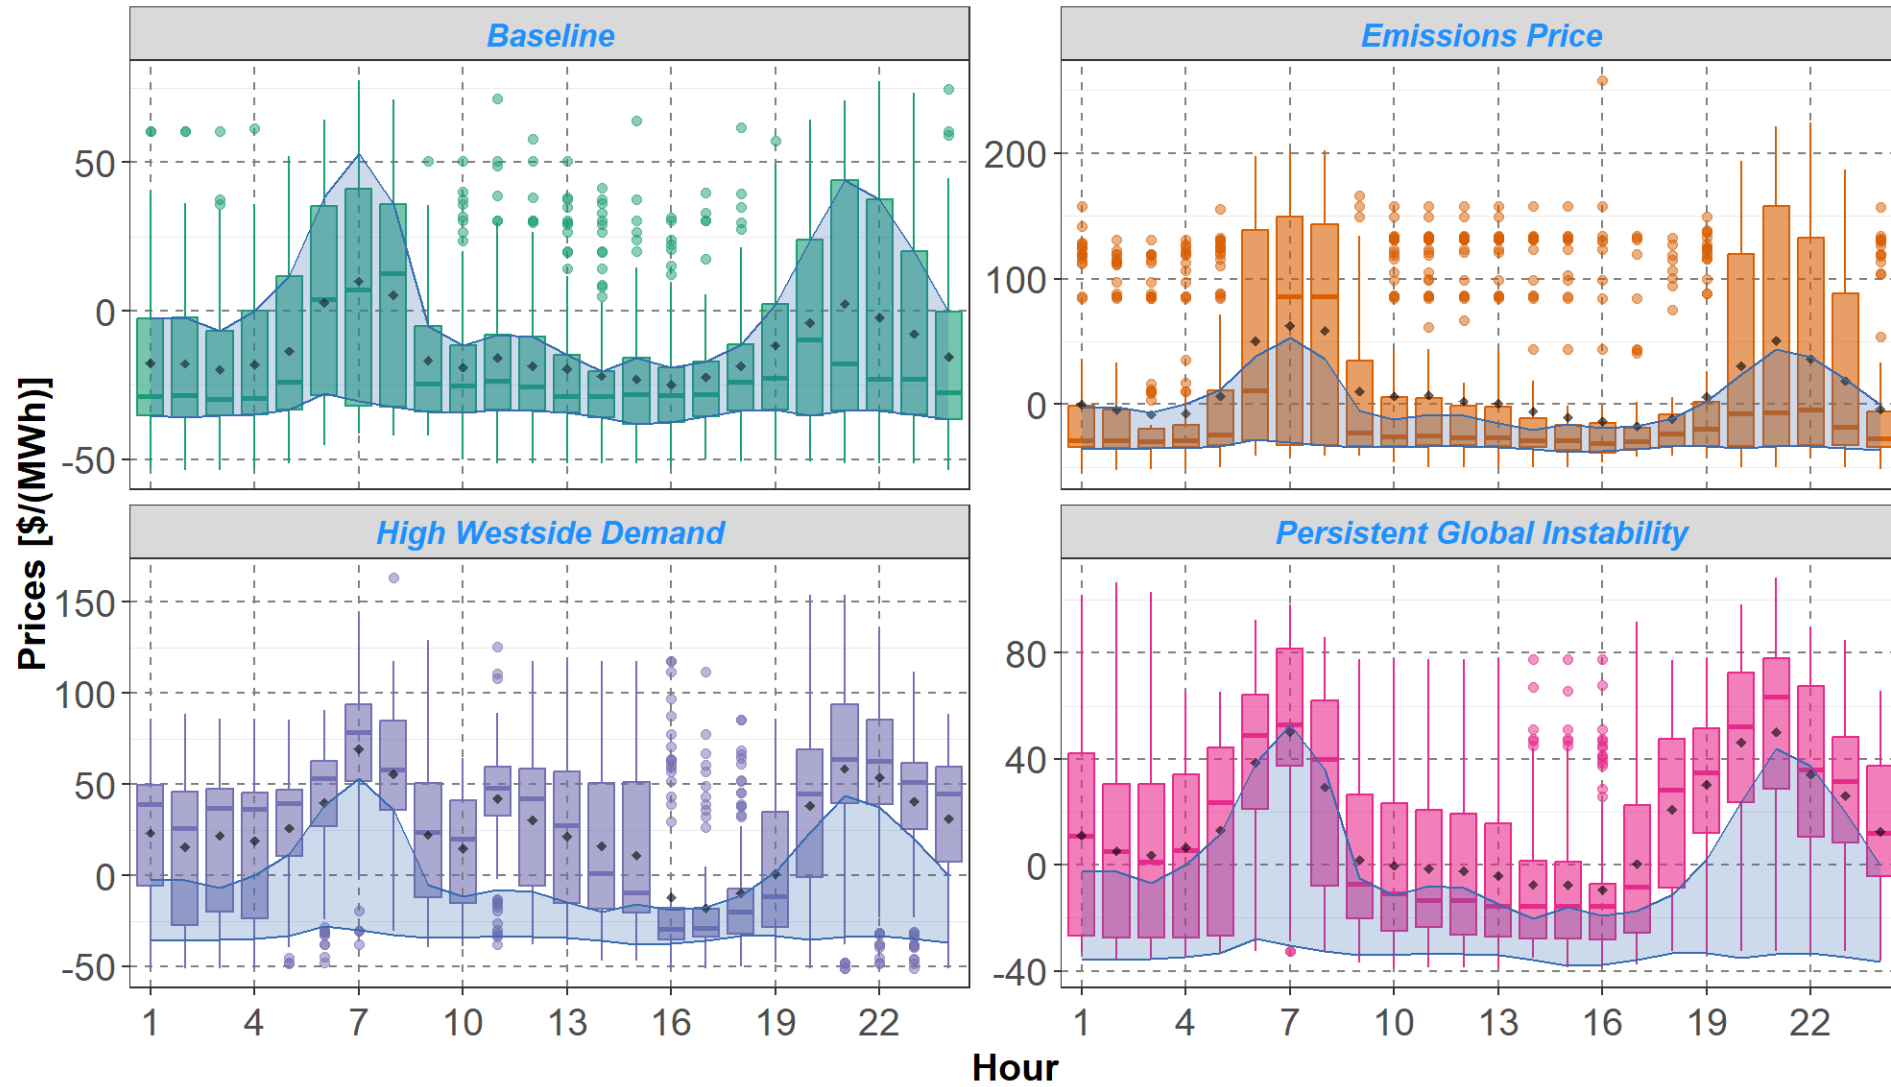 Baseline
Emissions Price
50
0
-50
200
100
0
High Westside Demand
Persistent Global Instability
150
100
50
0
-50
80
40
0
-40
1 4 7 10 13 16 19 22
1 4 7 10 13 16 19 22
Prices [$/(MWh)]
Hour